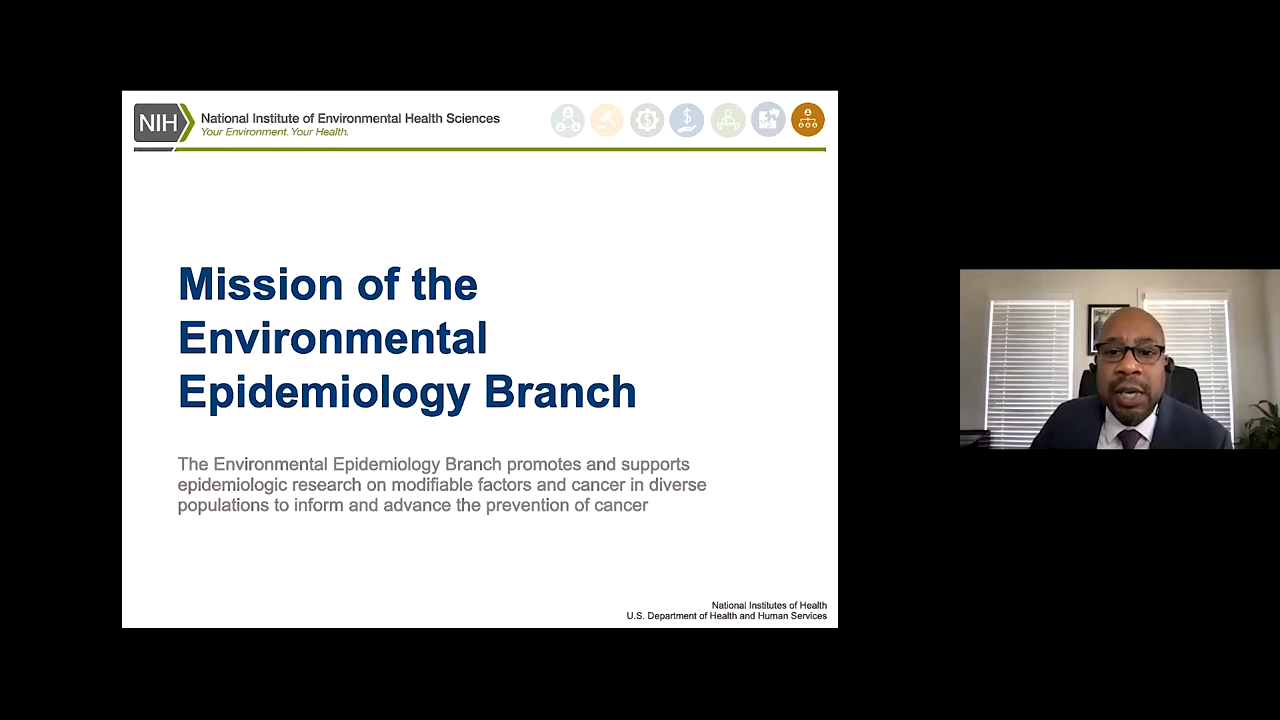 NIH
National Institute of Environmental Health Sciences
Your Environment. Your Health.
Mission of the
Environmental
Epidemiology Branch
The Environmental Epidemiology Branch promotes and supports
epidemiologic research on modifiable factors and cancer in diverse
populations to inform and advance the prevention of cancer
National Institutes of Health
U.S. Department of Health and Human Services